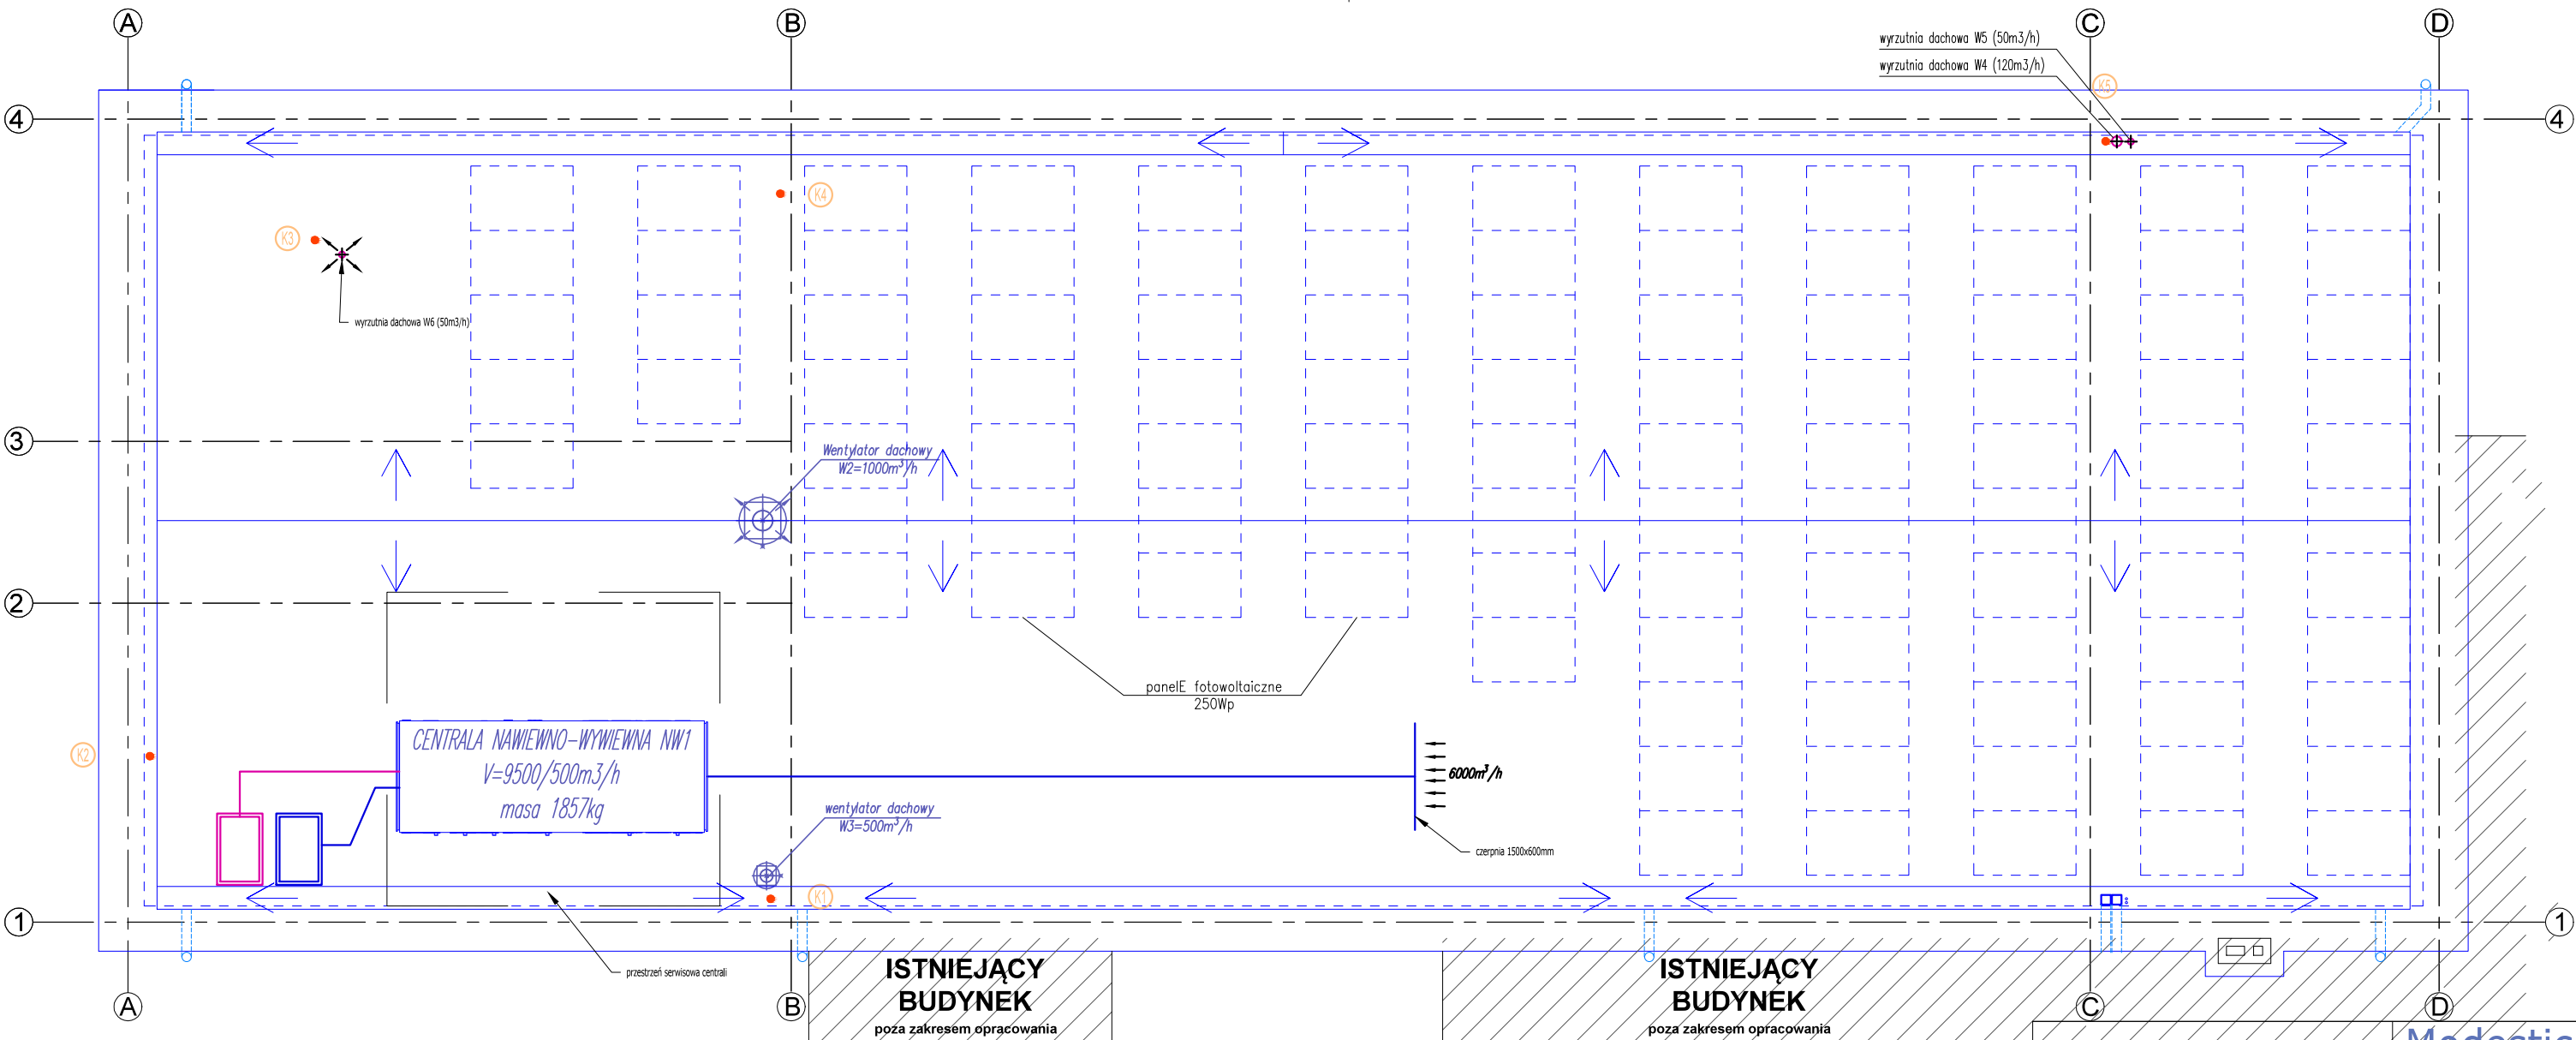 A
B
C
D
wyrzutnia dachowa W5 (50m3/h)
wyrzutnia dachowa W4 (120m3/h)
K5
4
4
K4
K3
wyrzutnia dachowa W6 (50m3/h)
3
Wentylator dachowy
W2=1000m³/h
2
panelE fotowoltaiczne
250Wp
K2
CENTRALA NAWIEWNO-WYWIEWNA NW1
V=9500/500m3/h
masa 1857kg
6000m³/h
wentylator dachowy
W3=500m³/h
czerpnia 1500x600mm
K1
1
1
przestrzeń serwisowa centrali
ISTNIEJĄCY
BUDYNEK
poza zakresem opracowania
ISTNIEJĄCY
BUDYNEK
poza zakresem opracowania
A
B
C
D